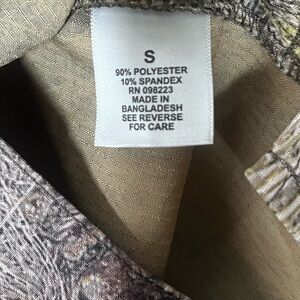 S
90% POLYESTER
10% SPANDEX
RN 098223
MADE IN
BANGLADESH
SEE REVERSE
FOR CARE